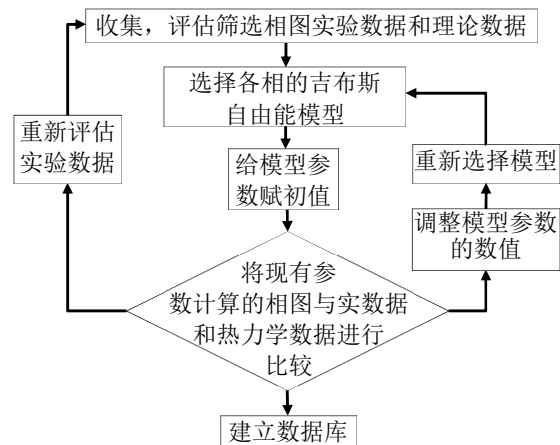 收集，评估筛选相图实验数据和理论数据
选择各相的吉布斯
自由能模型
重新评估
实验数据
给模型参
数赋初值
重新选择模型
调整模型参数
的数值
将现有参
数计算的相图与实数据
和热力学数据进行
比较
建立数据库